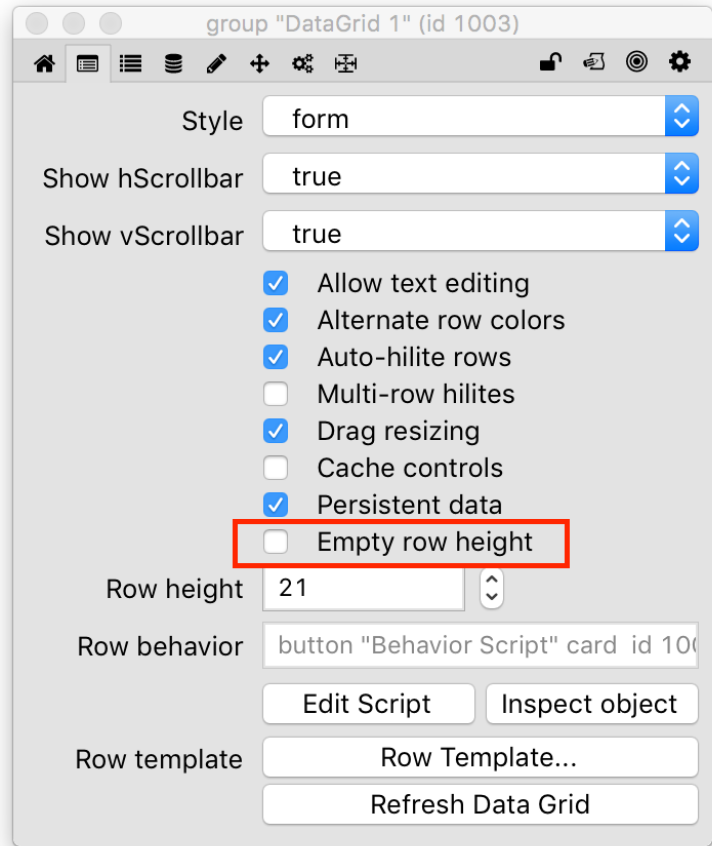 group "DataGrid 1" (id 1003)
Style form
Show hScrollbar true
Show vScrollbar true
Allow text editing
Alternate row colors
Auto-hilite rows
Multi-row hilites
Drag resizing
Cache controls
Persistent data
Empty row height
Row height 21
Row behavior button "Behavior Script" card id 100
Edit Script Inspect object
Row template Row Template...
Refresh Data Grid